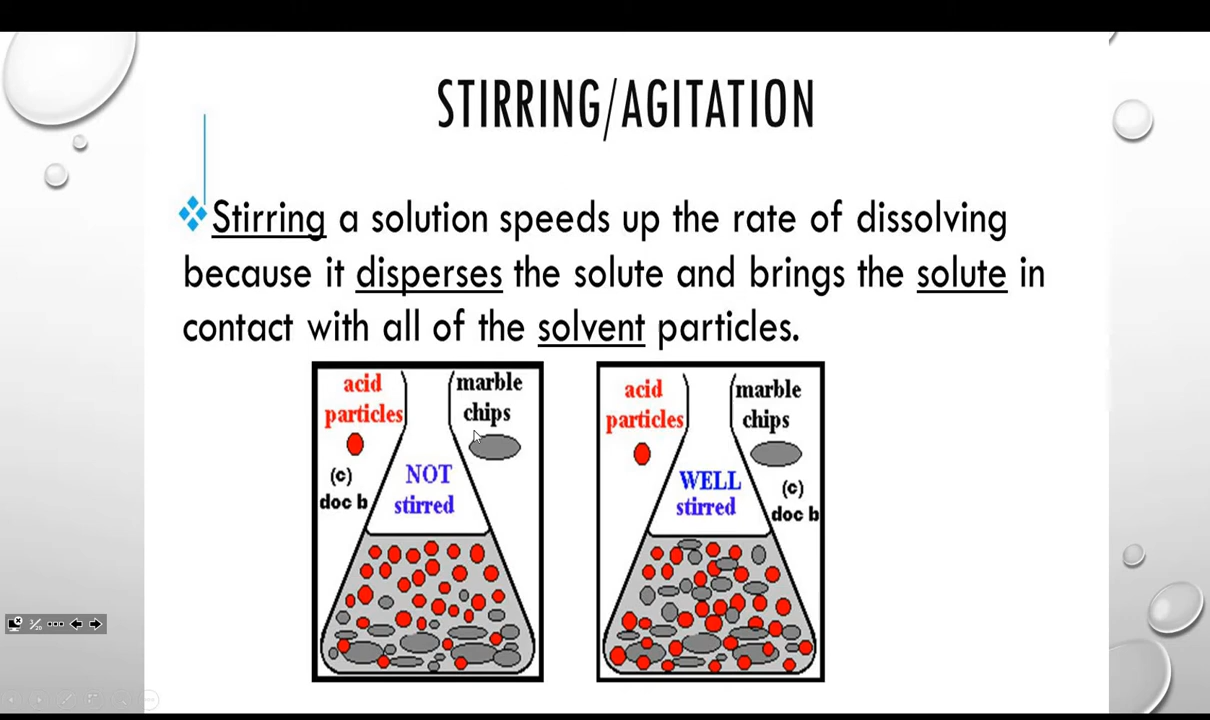 STIRRING/AGITATION
Stirring a solution speeds up the rate of dissolving
because it disperses the solute and brings the solute in
contact with all of the solvent particles.
acid
particles
marble
chips
(c)
doc b
NOT
stirred
acid
particles
marble
chips
WELL
stirred
(c)
doc b